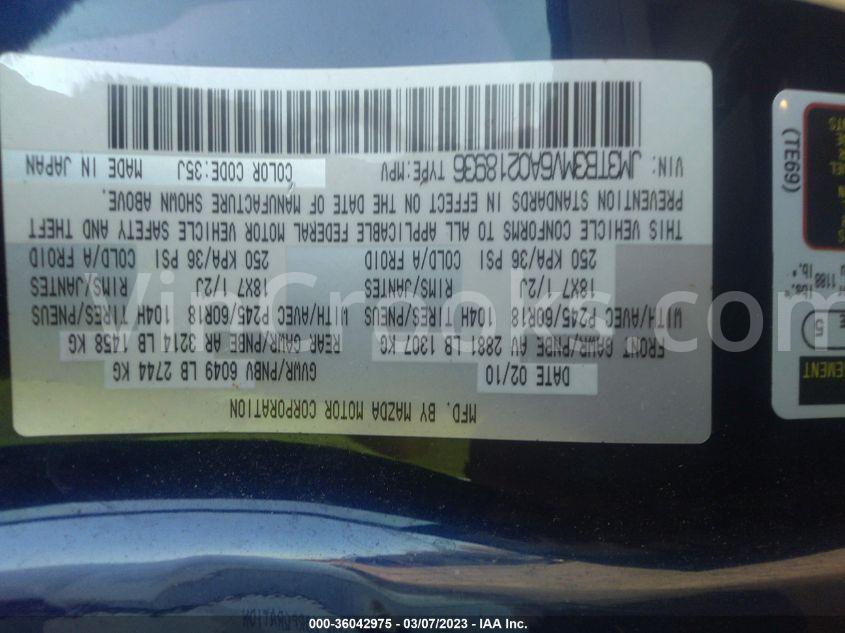 MFD. BY MAZDA MOTOR CORPORATION
DATE 02/10 GVWR/PNBV 6049 LB 2744 KG
FRONT GAWR/PNBE AV 2881 LB 1307 KG REAR GAWR/PNBE AR 3214 LB 1458 KG
WITH/AVEC P245/60R18 104H TIRES/PNEUS WITH/AVEC P245/60R18 104H TIRES/PNEUS
18X7 1/2J RIMS/JANTES 18X7 1/2J RIMS/JANTES
250 KPA/36 PSI COLD/A FROID 250 KPA/36 PSI COLD/A FROID
THIS VEHICLE CONFORMS TO ALL APPLICABLE FEDERAL MOTOR VEHICLE SAFETY AND THEFT
PREVENTION STANDARDS IN EFFECT ON THE DATE OF MANUFACTURE SHOWN ABOVE.
VIN: JM3TB3MV6A0218936 TYPE:MPV COLOR CODE:35J MADE IN JAPAN
(TE69)
1188 lb.*
5
VinCrooks.com
000-36042975 - 03/07/2023 - IAA Inc.